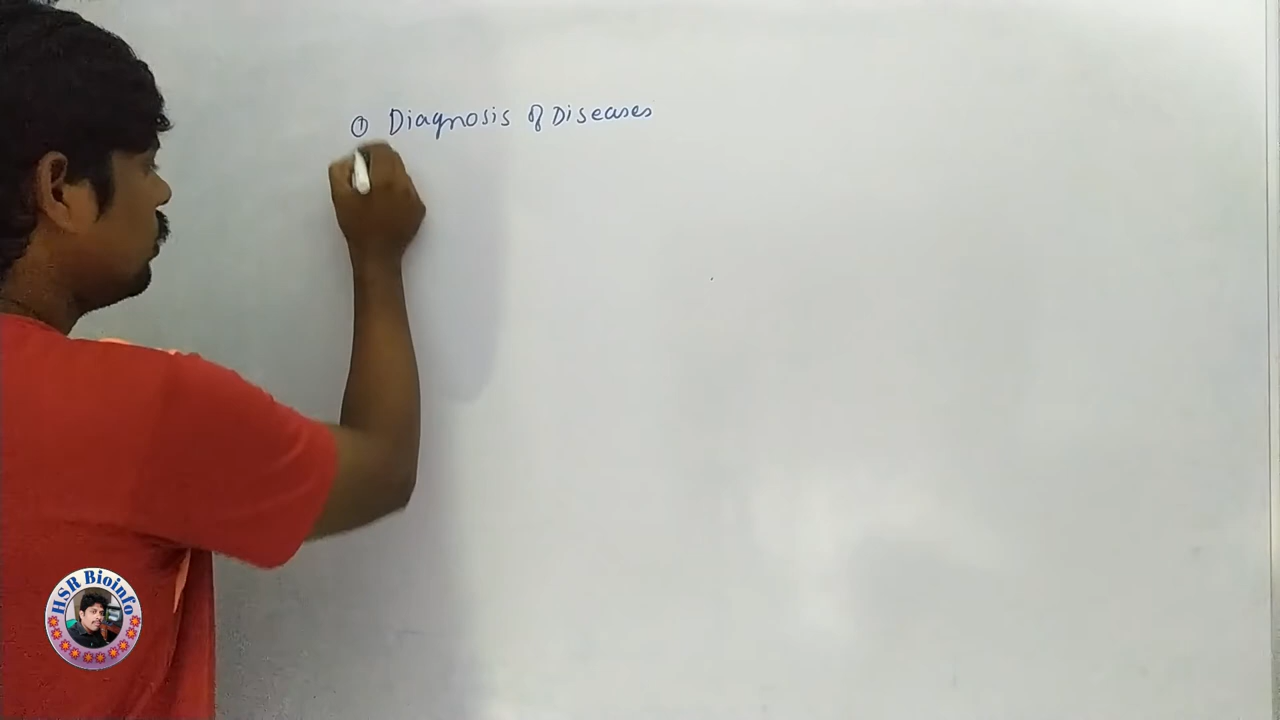 ① Diagnosis of Diseases
HSR Bioinfo